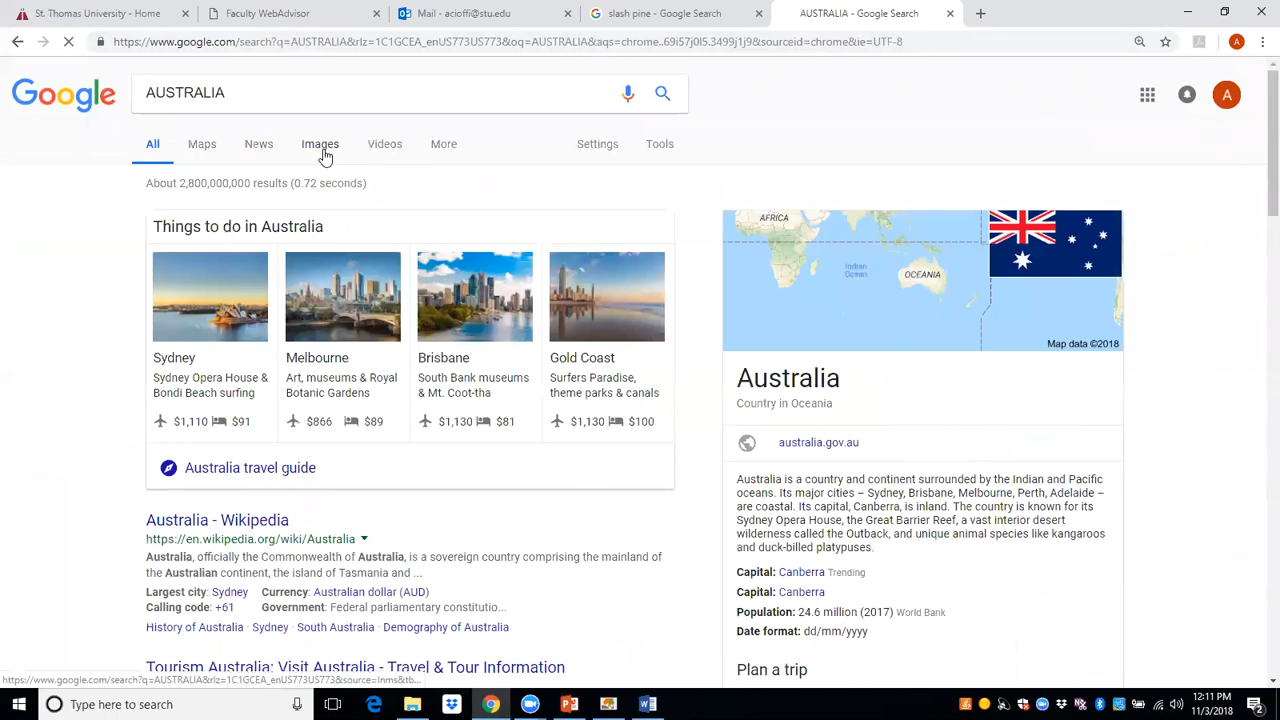 St. Thomas University - Home
Faculty WebAdvisor
Mail - acioffi@stu.edu
slash pine - Google Search
AUSTRALIA - Google Search
https://www.google.com/search?q=AUSTRALIA&rlz=1C1GCEA_enUS773US773&oq=AUSTRALIA&aqs=chrome..69i57j0l5.3499j1j9&sourceid=chrome&ie=UTF-8
A
Google
AUSTRALIA
A
All
Maps
News
Images
Videos
More
Settings
Tools
About 2,800,000,000 results (0.72 seconds)
Things to do in Australia
Sydney
Sydney Opera House &
Bondi Beach surfing
$1,110 $91
Melbourne
Art, museums & Royal
Botanic Gardens
$866 $89
Brisbane
South Bank museums
& Mt. Coot-tha
$1,130 $81
Gold Coast
Surfers Paradise,
theme parks & canals
$1,130 $100
Australia travel guide
Australia - Wikipedia
https://en.wikipedia.org/wiki/Australia
Australia, officially the Commonwealth of Australia, is a sovereign country comprising the mainland of
the Australian continent, the island of Tasmania and ...
Largest city: Sydney Currency: Australian dollar (AUD)
Calling code: +61 Government: Federal parliamentary constitutio...
History of Australia · Sydney · South Australia · Demography of Australia
Tourism Australia: Visit Australia - Travel & Tour Information
AFRICA
Indian
Ocean
OCEANIA
Map data ©2018
Australia
Country in Oceania
australia.gov.au
Australia is a country and continent surrounded by the Indian and Pacific
oceans. Its major cities – Sydney, Brisbane, Melbourne, Perth, Adelaide –
are coastal. Its capital, Canberra, is inland. The country is known for its
Sydney Opera House, the Great Barrier Reef, a vast interior desert
wilderness called the Outback, and unique animal species like kangaroos
and duck-billed platypuses.
Capital: Canberra Trending
Capital: Canberra
Population: 24.6 million (2017) World Bank
Date format: dd/mm/yyyy
Plan a trip
https://www.google.com/search?q=AUSTRALIA&rlz=1C1GCEA_enUS773US773&source=lnms&tb...
Type here to search
12:11 PM
11/3/2018
2